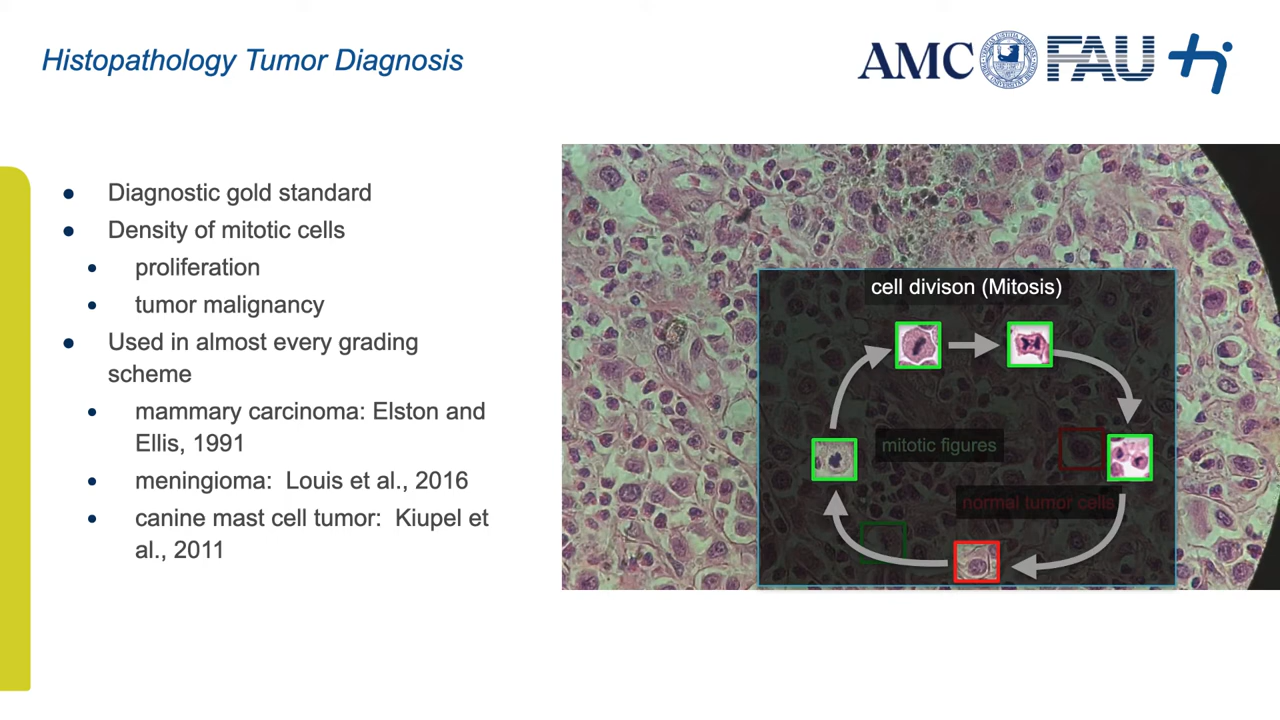 Histopathology Tumor Diagnosis
AMC
FAU
Diagnostic gold standard
Density of mitotic cells
proliferation
tumor malignancy
Used in almost every grading
scheme
mammary carcinoma: Elston and
Ellis, 1991
meningioma: Louis et al., 2016
canine mast cell tumor: Kiupel et
al., 2011
cell divison (Mitosis)
mitotic figures
normal tumor cells